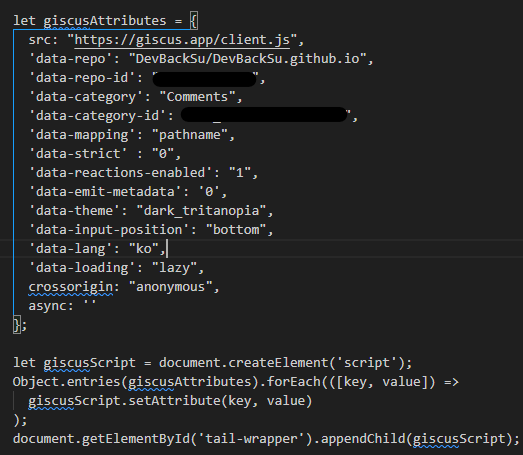 let giscusAttributes = {
  src: "https://giscus.app/client.js",
  'data-repo': "DevBackSu/DevBackSu.github.io",
  'data-repo-id': "",
  'data-category': "Comments",
  'data-category-id': ",
  'data-mapping': "pathname",
  'data-strict' : "0",
  'data-reactions-enabled': "1",
  'data-emit-metadata': '0',
  'data-theme': "dark_tritanopia",
  'data-input-position': "bottom",
  'data-lang': "ko",
  'data-loading': "lazy",
  crossorigin: "anonymous",
  async: ''
};
let giscusScript = document.createElement('script');
Object.entries(giscusAttributes).forEach(([key, value]) =>
  giscusScript.setAttribute(key, value)
);
document.getElementById('tail-wrapper').appendChild(giscusScript);